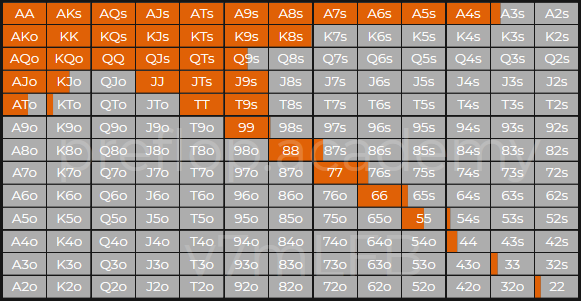 AA AKs AQs AJs ATs A9s A8s A7s A6s A5s A4s A3s A2s
AKo KK KQs KJs KTs K9s K8s K7s K6s K5s K4s K3s K2s
AQo KQo QQ QJs QTs Q9s Q8s Q7s Q6s Q5s Q4s Q3s Q2s
AJo KJo QJo JJ JTs J9s J8s J7s J6s J5s J4s J3s J2s
ATo KTo QTo JTo TT T9s T8s T7s T6s T5s T4s T3s T2s
A9o K9o Q9o J9o T9o 99 98s 97s 96s 95s 94s 93s 92s
A8o K8o Q8o J8o T8o 98o 88 87s 86s 85s 84s 83s 82s
preflop.academy
A7o K7o Q7o J7o T7o 97o 87o 77 76s 75s 74s 73s 72s
A6o K6o Q6o J6o T6o 96o 86o 76o 66 65s 64s 63s 62s
A5o K5o Q5o J5o T5o 95o 85o 75o 65o 55 54s 53s 52s
A4o K4o Q4o J4o T4o 94o 84o 74o 64o 54o 44 43s 42s
A3o K3o Q3o J3o T3o 93o 83o 73o 63o 53o 43o 33 32s
A2o K2o Q2o J2o T2o 92o 82o 72o 62o 52o 42o 32o 22